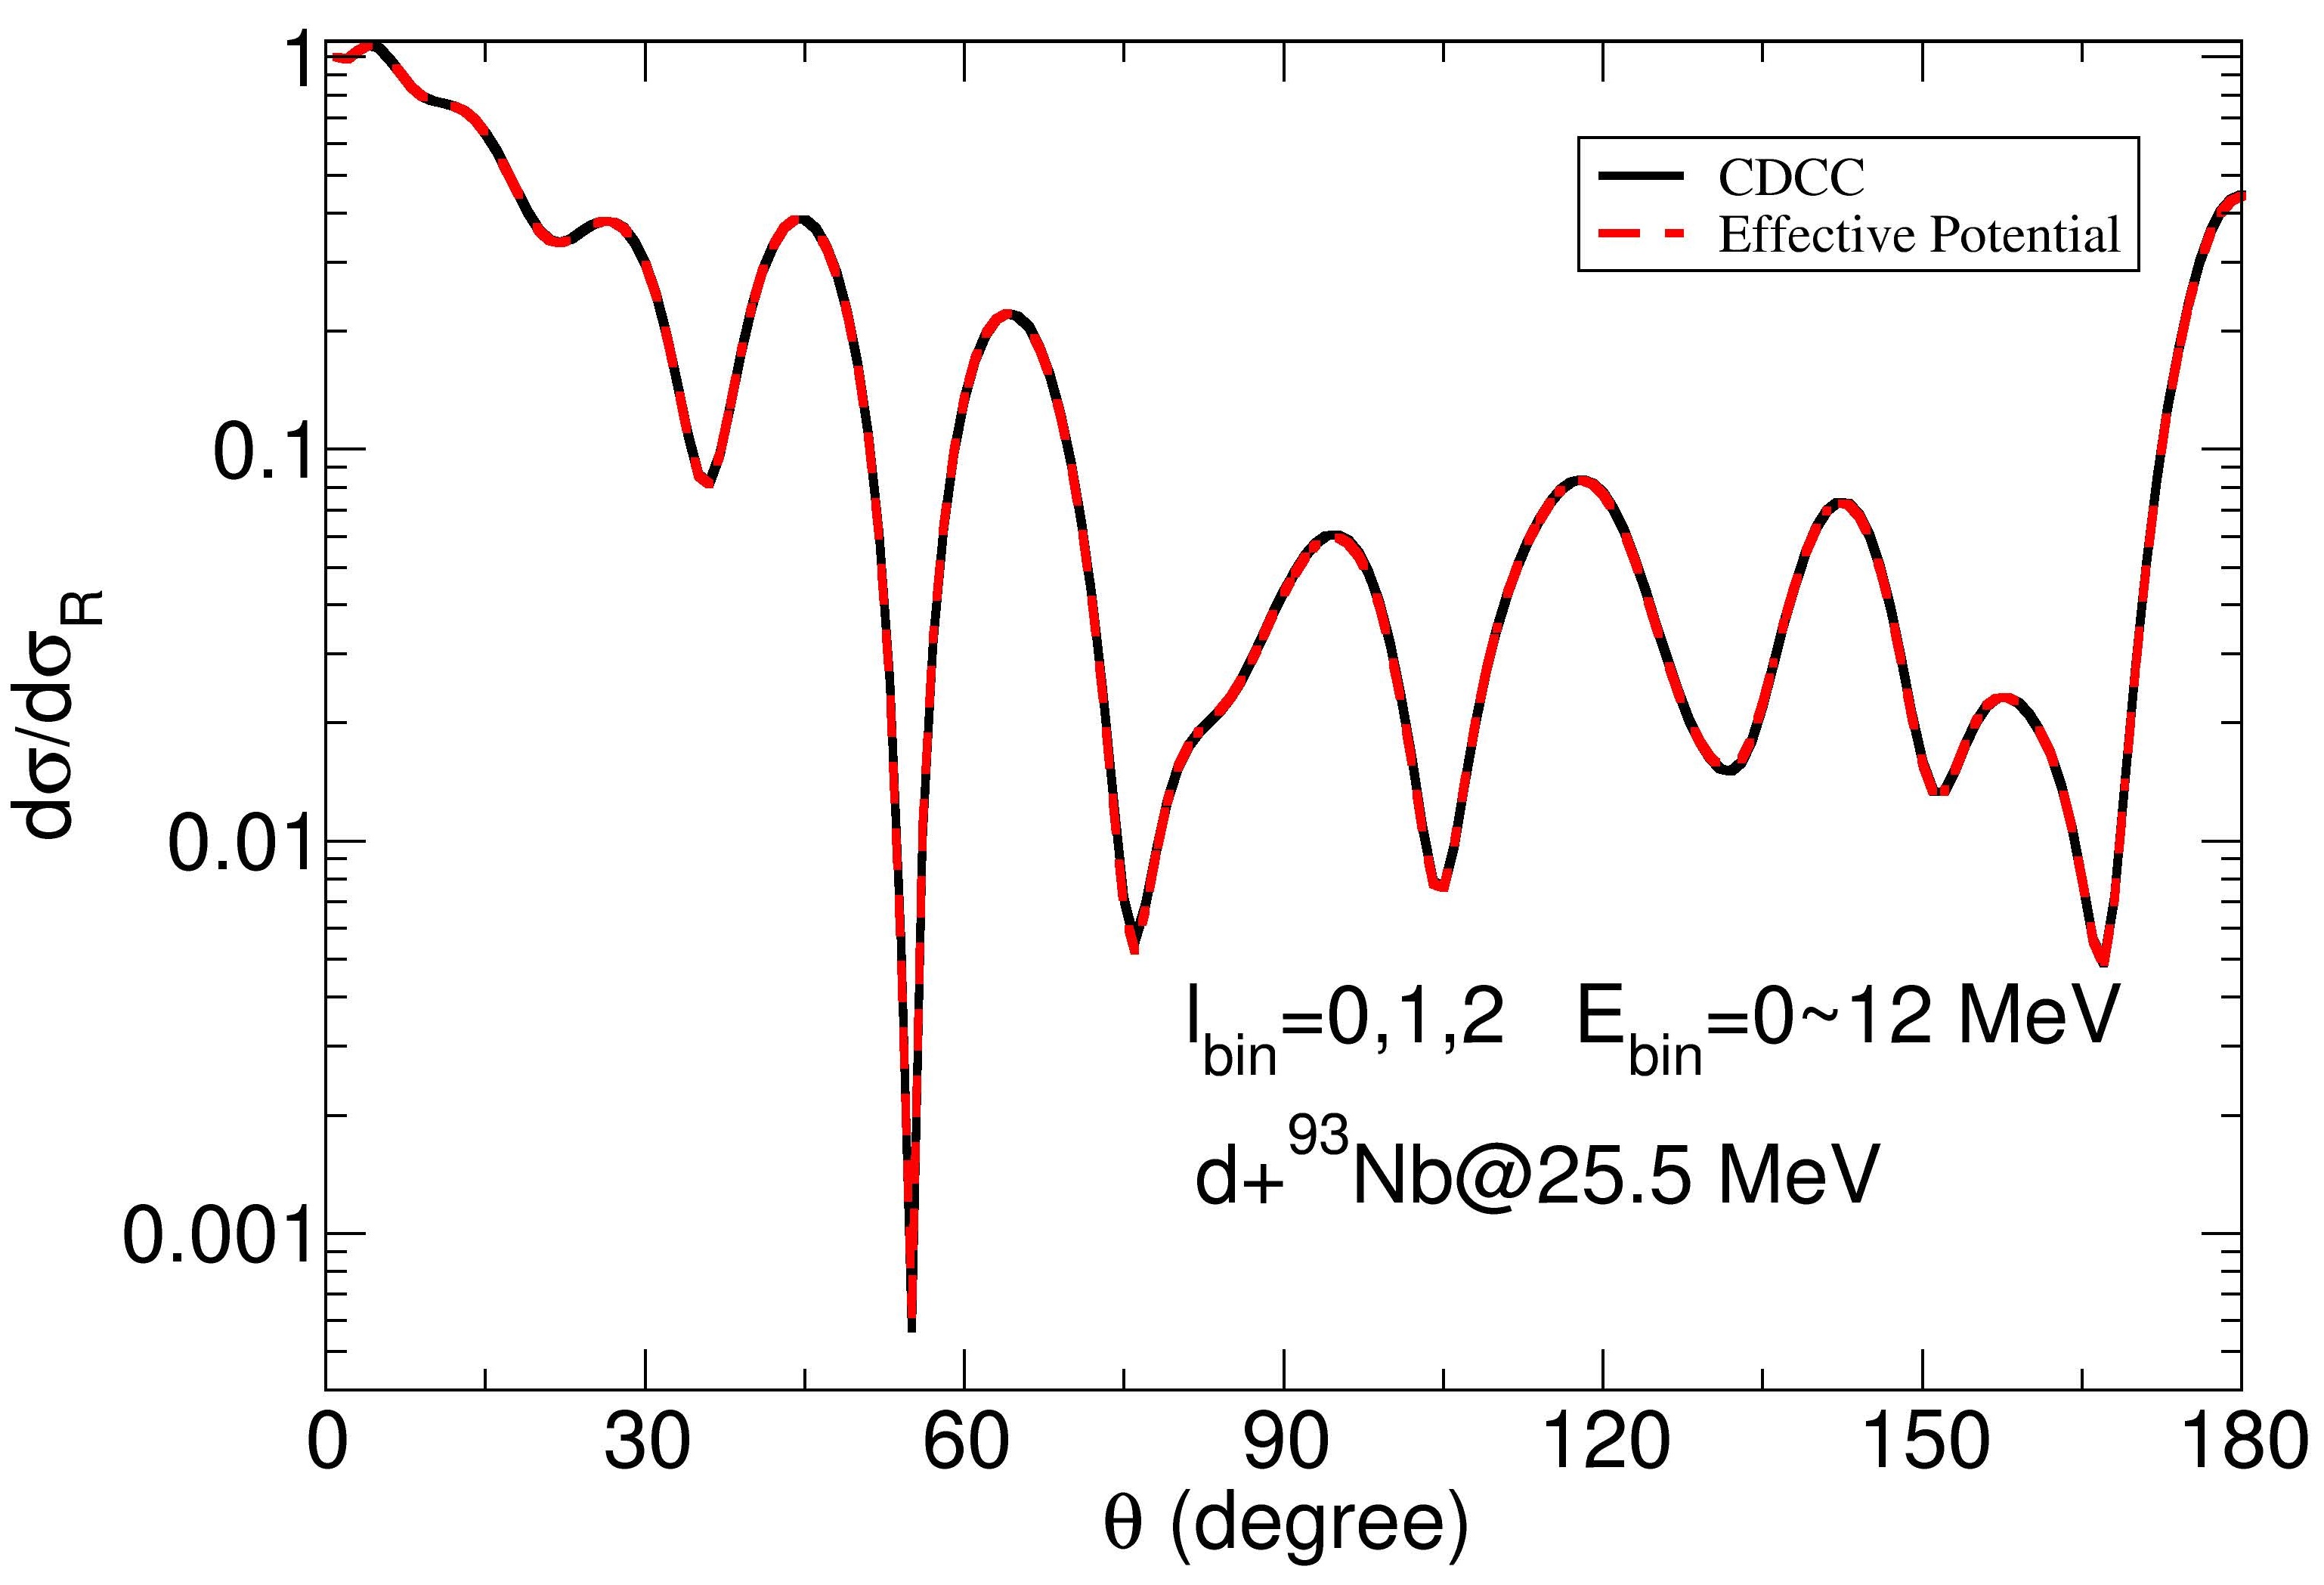 1
0.1
0.01
0.001
dσ/dσR
CDCC
Effective Potential
lbin=0,1,2 Ebin=0~12 MeV
d+93Nb@25.5 MeV
0 30 60 90 120 150 180
θ (degree)